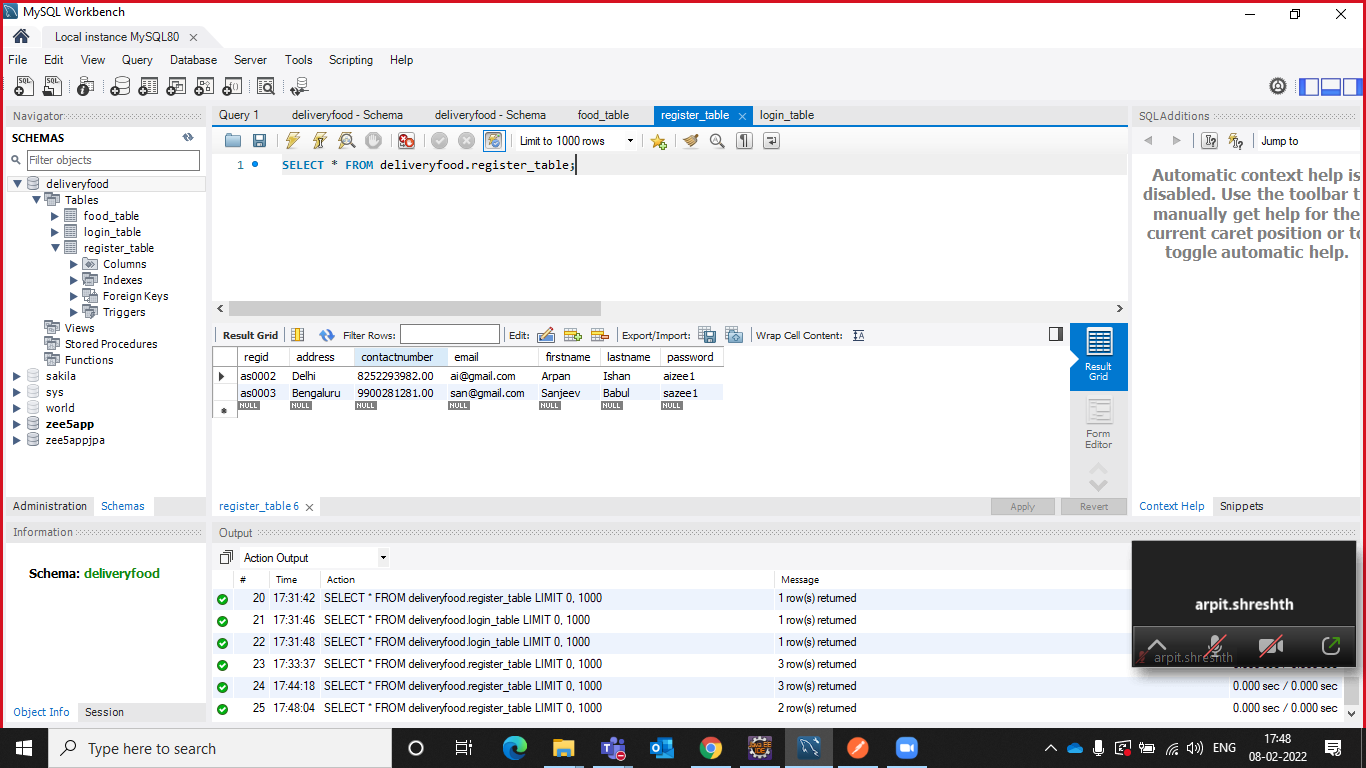 MySQL Workbench
Local instance MySQL80
File Edit View Query Database Server Tools Scripting Help
Navigator
SCHEMAS
Filter objects
deliveryfood
Tables
food_table
login_table
register_table
Columns
Indexes
Foreign Keys
Triggers
Views
Stored Procedures
Functions
sakila
sys
world
zee5app
zee5appjpa
Administration Schemas
Information
Schema: deliveryfood
Object Info Session
Query 1 deliveryfood - Schema deliveryfood - Schema food_table register_table login_table
Limit to 1000 rows
1 SELECT * FROM deliveryfood.register_table;
Result Grid Filter Rows: Edit: Export/Import: Wrap Cell Content:
regid address contactnumber email firstname lastname password
as0002 Delhi 8252293982.00 ai@gmail.com Arpan Ishan aizee1
as0003 Bengaluru 9900281281.00 san@gmail.com Sanjeev Babul sazee1
NULL NULL NULL NULL NULL NULL NULL
Result
Grid
Form
Editor
register_table 6 Apply Revert
SQLAdditions
Jump to
Automatic context help is
disabled. Use the toolbar t
manually get help for the
current caret position or to
toggle automatic help.
Context Help Snippets
Output
Action Output
# Time Action Message
20 17:31:42 SELECT * FROM deliveryfood.register_table LIMIT 0, 1000 1 row(s) returned
21 17:31:46 SELECT * FROM deliveryfood.login_table LIMIT 0, 1000 1 row(s) returned
22 17:31:48 SELECT * FROM deliveryfood.login_table LIMIT 0, 1000 1 row(s) returned
23 17:33:37 SELECT * FROM deliveryfood.register_table LIMIT 0, 1000 3 row(s) returned
24 17:44:18 SELECT * FROM deliveryfood.register_table LIMIT 0, 1000 3 row(s) returned 0.000 sec / 0.000 sec
25 17:48:04 SELECT * FROM deliveryfood.register_table LIMIT 0, 1000 2 row(s) returned 0.000 sec / 0.000 sec
arpit.shreshth
arpit.shreshth
Type here to search
ENG
17:48
08-02-2022